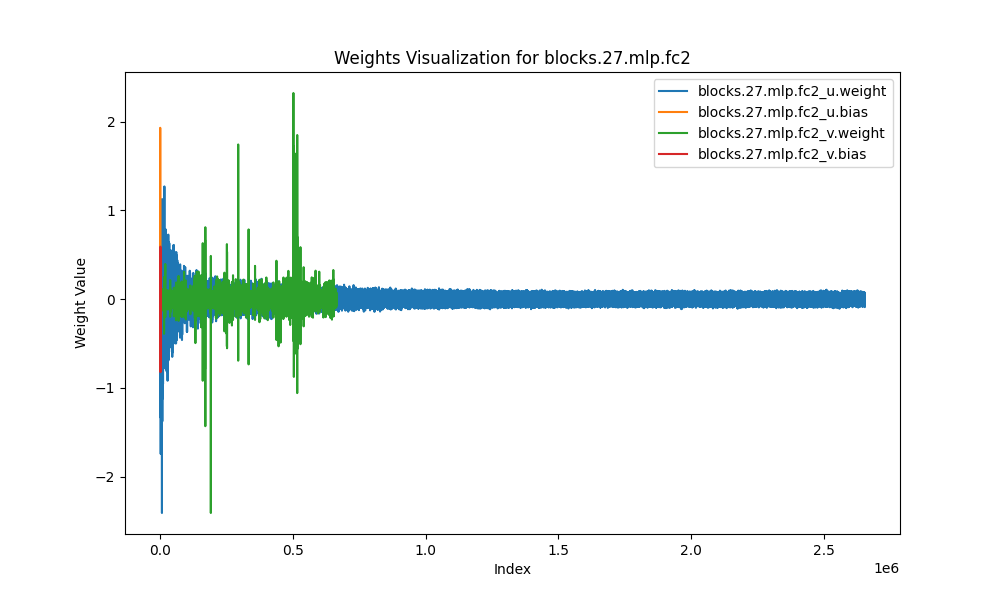 Weights Visualization for blocks.27.mlp.fc2
blocks.27.mlp.fc2_u.weight
blocks.27.mlp.fc2_u.bias
blocks.27.mlp.fc2_v.weight
blocks.27.mlp.fc2_v.bias
Weight Value
2
1
0
−1
−2
0.0
0.5
1.0
1.5
2.0
2.5
1e6
Index